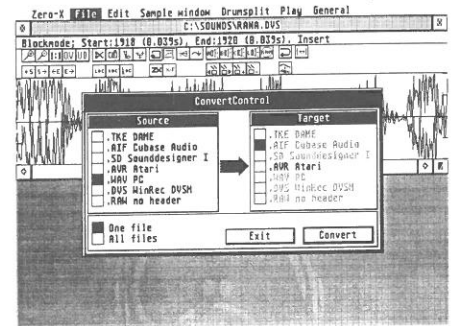 Zero-X File Edit Sample window Drumsplit Play General
C:\SOUNDS\RAMA.DVS
Blockmode; Start:1918 (0.039s), End:1920 (0.039s), Insert
ConvertControl
Source
.TKE DAME
.AIF Cubase Audio
.SD Sounddesigner I
.AVR Atari
.WAV PC
.DVS WinRec DVSM
.RAW no header
Target
.TKE DAME
.AIF Cubase Audio
.SD Sounddesigner I
.AVR Atari
.WAV PC
.DVS WinRec DVSM
.RAW no header
One file
All files
Exit
Convert